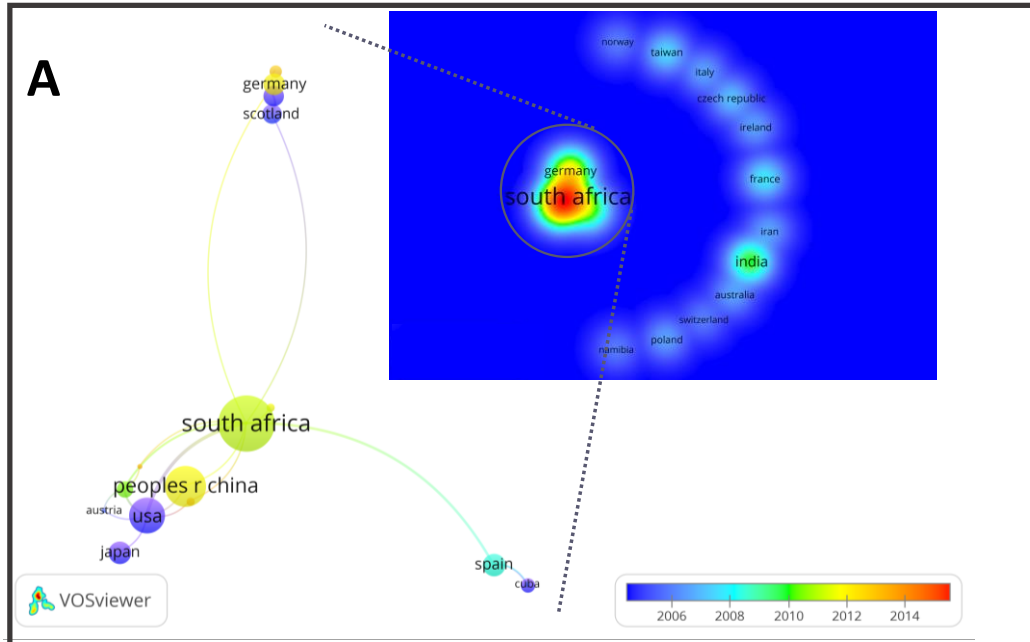 A
germany
scotland
south africa
peoples r china
austria
usa
japan
spain
cuba
norway
taiwan
italy
czech republic
ireland
germany
south africa
france
iran
india
australia
switzerland
poland
namibia
VOSviewer
2006 2008 2010 2012 2014